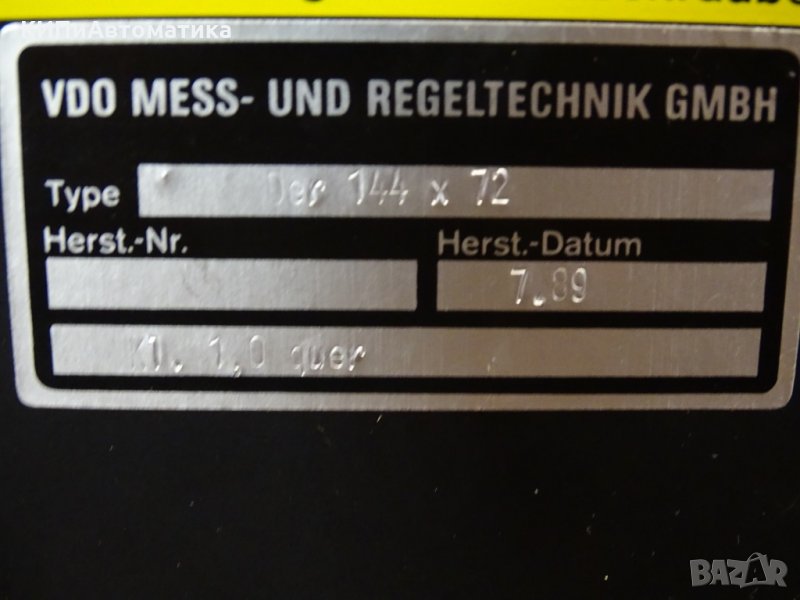 КИПиАвтоматика
VDO MESS- UND REGELTECHNIK GMBH
Type 144 x 72
Herst.-Nr. Herst.-Datum
7.89
Kl. 1,0 quer
BAZAR